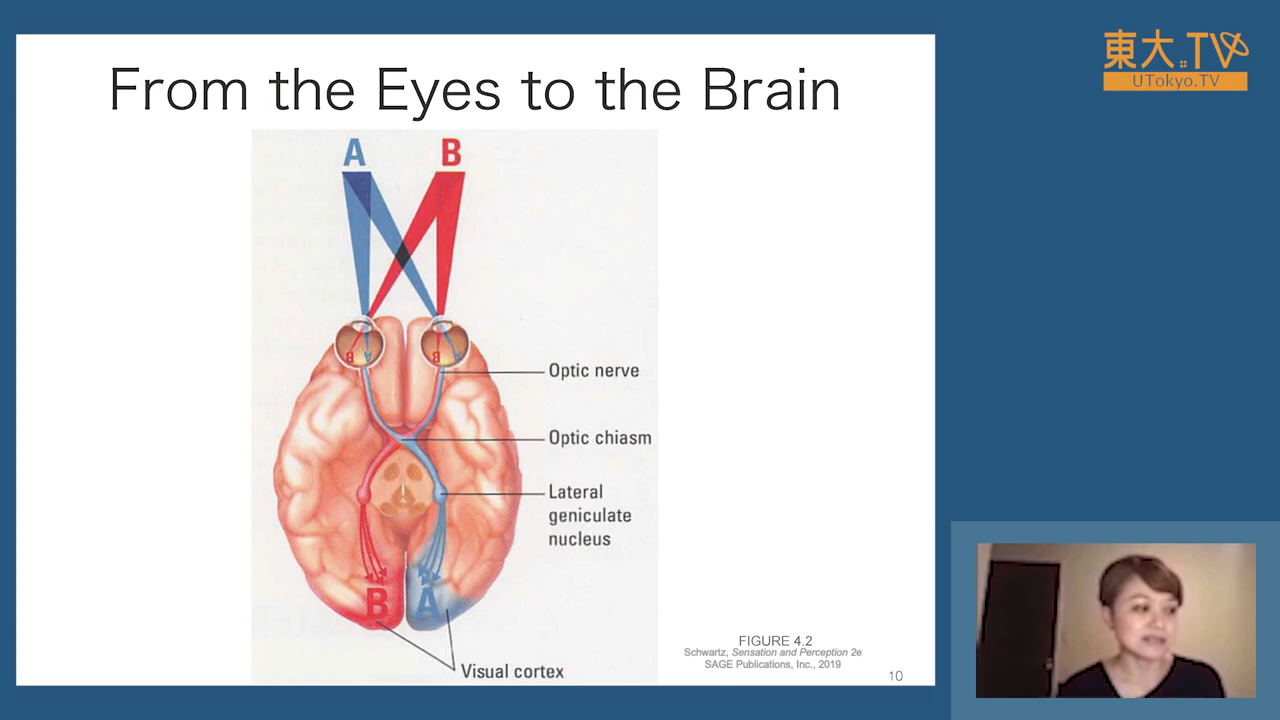 From the Eyes to the Brain
東大.TV
UTokyo.TV
A
B
B
A
B
A
Optic nerve
Optic chiasm
Lateral
geniculate
nucleus
B
A
Visual cortex
FIGURE 4.2
Schwartz, Sensation and Perception 2e
SAGE Publications, Inc., 2019
10